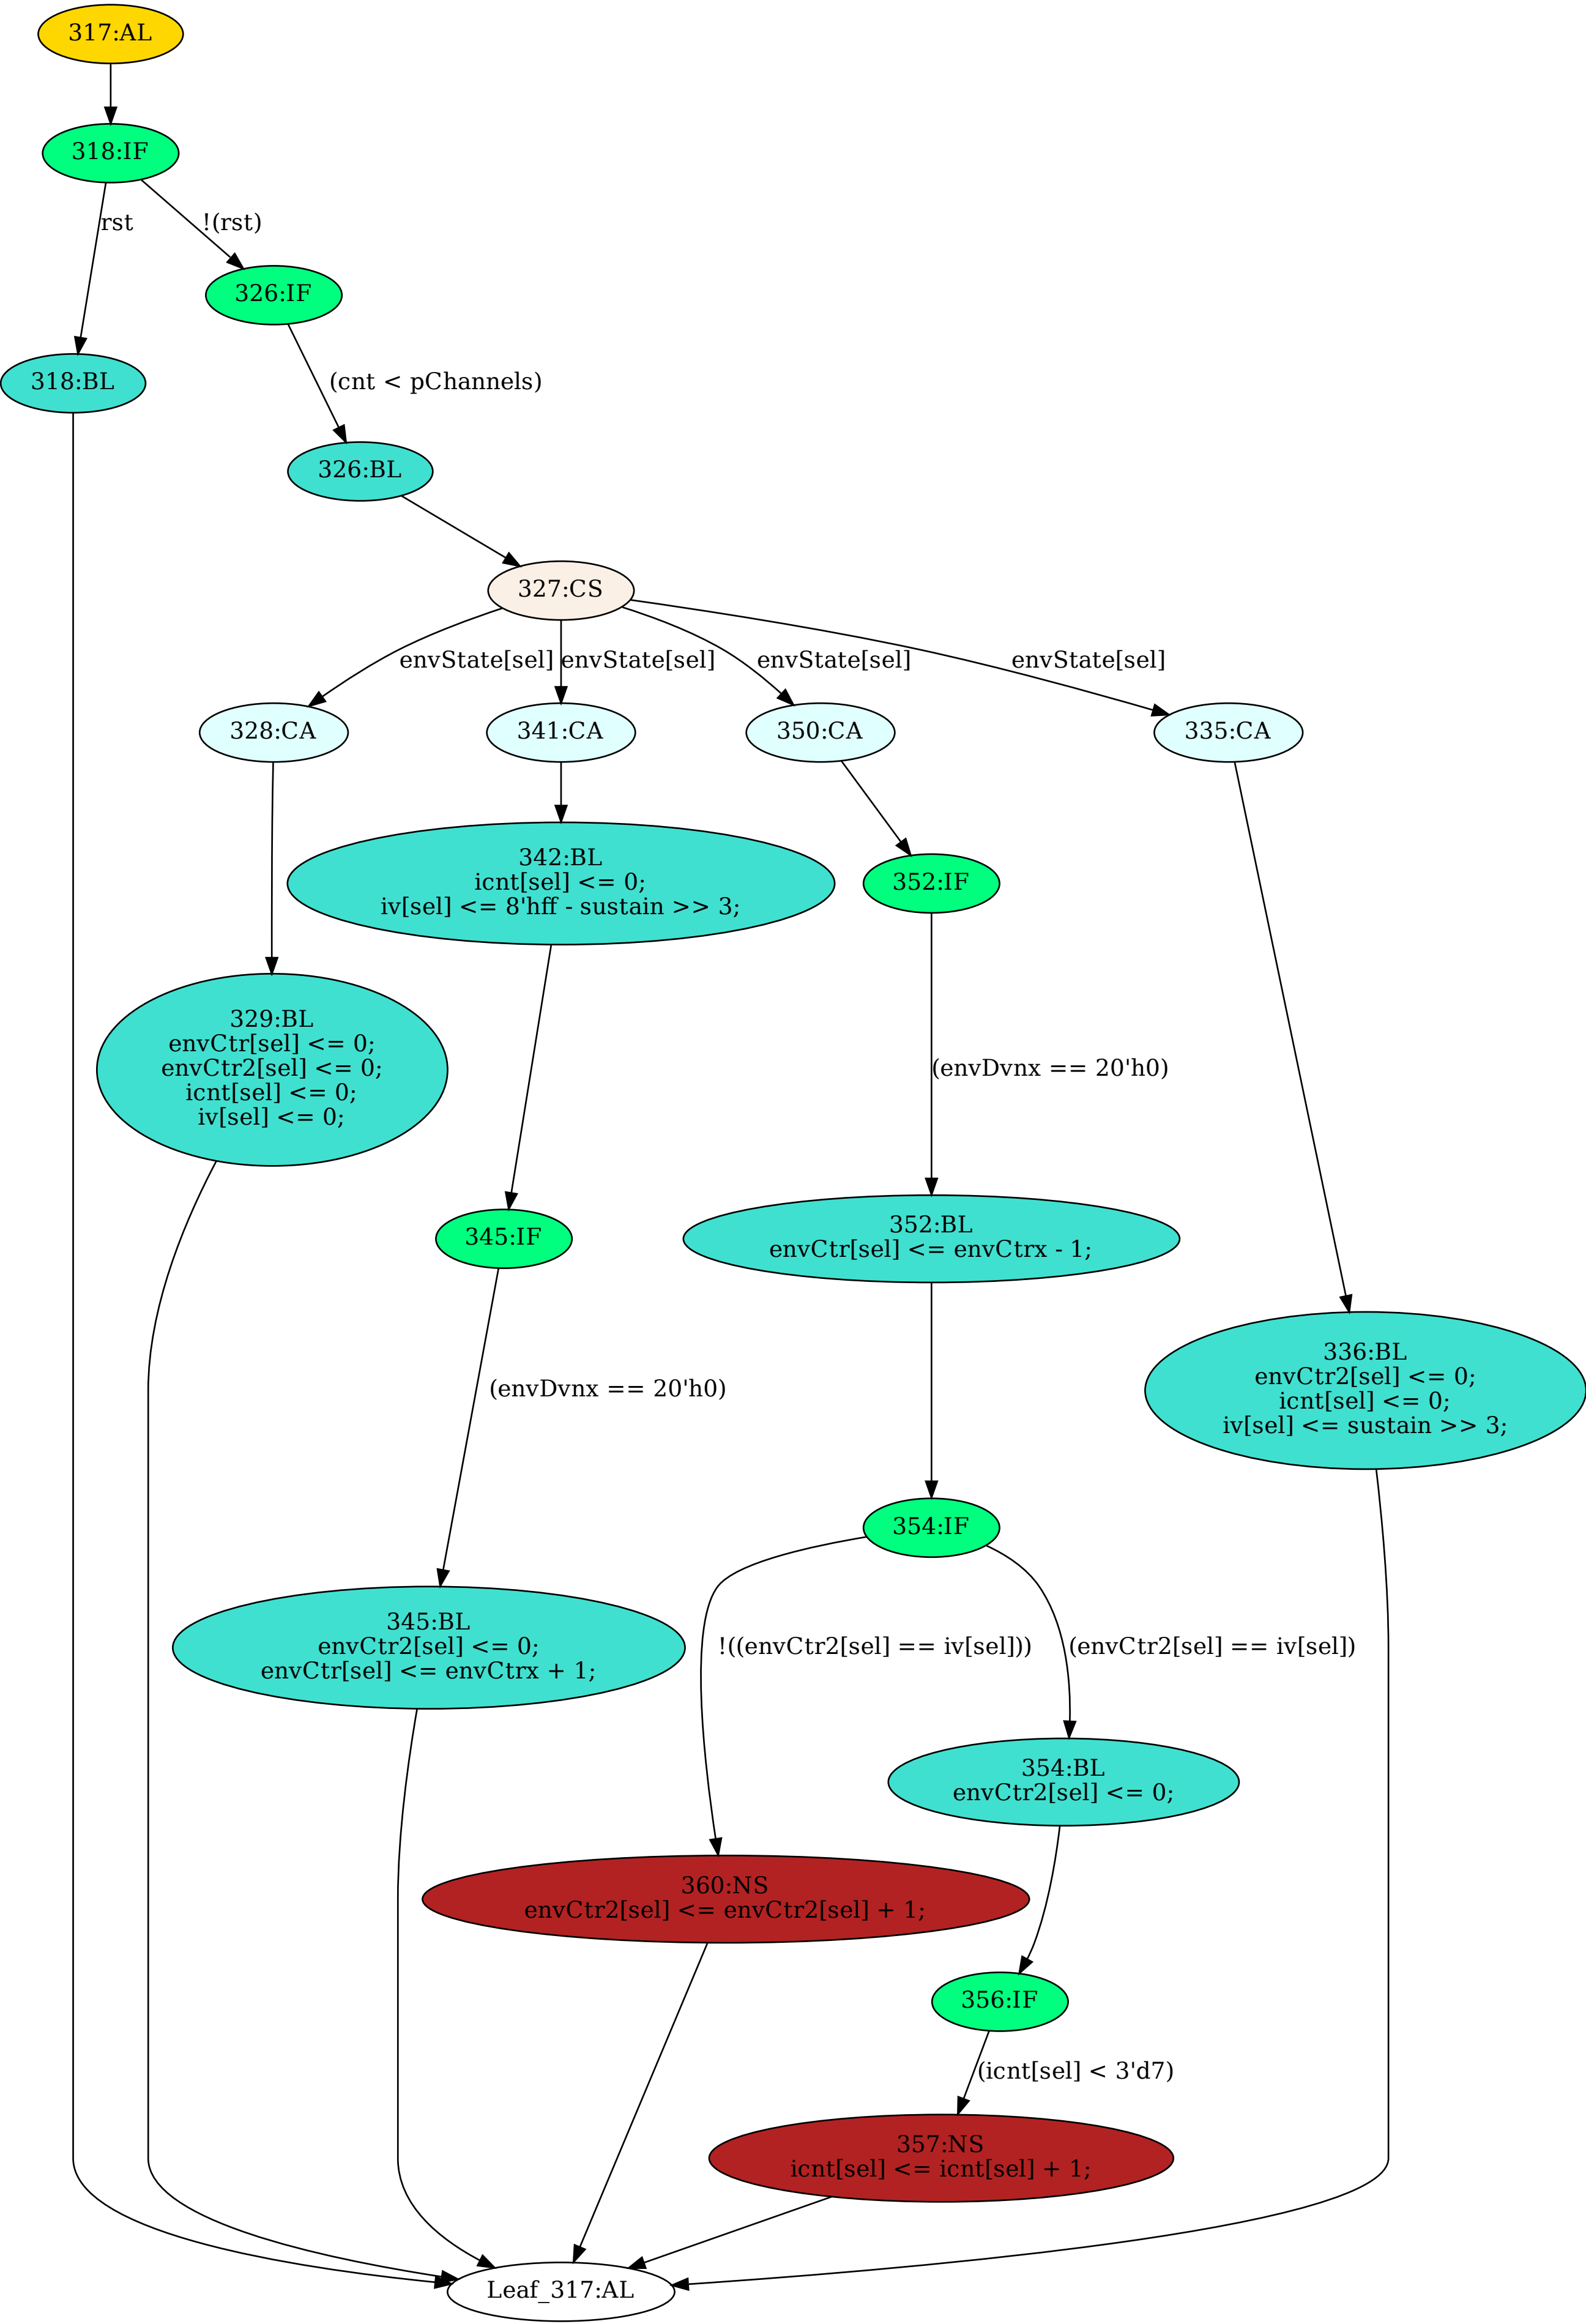 317:AL
318:IF
rst
!(rst)
326:IF
318:BL
(cnt < pChannels)
326:BL
327:CS
envState[sel]
envState[sel]
envState[sel]
envState[sel]
328:CA
341:CA
350:CA
335:CA
342:BL
icnt[sel] <= 0;
iv[sel] <= 8'hff - sustain >> 3;
352:IF
329:BL
envCtr[sel] <= 0;
envCtr2[sel] <= 0;
icnt[sel] <= 0;
iv[sel] <= 0;
(envDvnx == 20'h0)
345:IF
352:BL
envCtr[sel] <= envCtrx - 1;
336:BL
envCtr2[sel] <= 0;
icnt[sel] <= 0;
iv[sel] <= sustain >> 3;
(envDvnx == 20'h0)
354:IF
345:BL
envCtr2[sel] <= 0;
envCtr[sel] <= envCtrx + 1;
!((envCtr2[sel] == iv[sel]))
(envCtr2[sel] == iv[sel])
354:BL
envCtr2[sel] <= 0;
360:NS
envCtr2[sel] <= envCtr2[sel] + 1;
356:IF
(icnt[sel] < 3'd7)
357:NS
icnt[sel] <= icnt[sel] + 1;
Leaf_317:AL